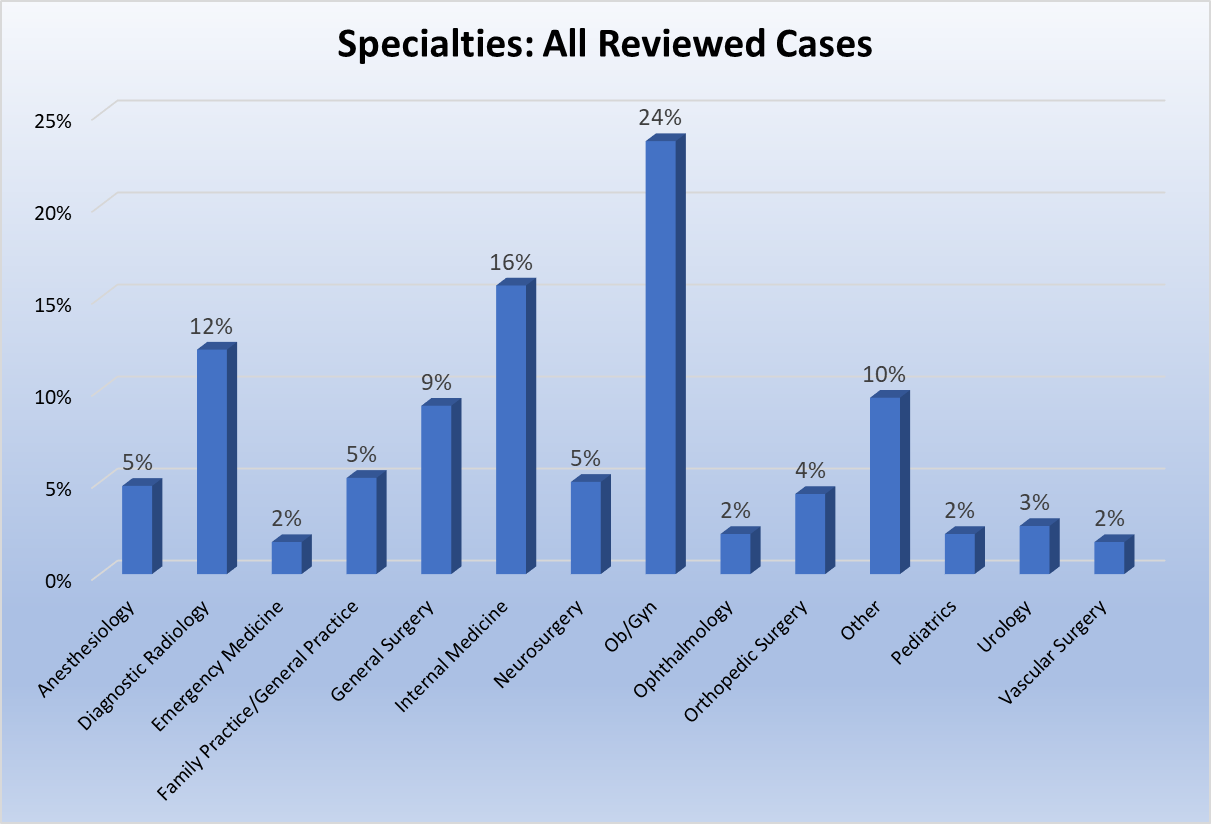 Specialties: All Reviewed Cases
25%
20%
15%
10%
5%
0%
5%
12%
2%
5%
9%
16%
5%
24%
2%
4%
10%
2%
3%
2%
Anesthesiology
Diagnostic Radiology
Emergency Medicine
Family Practice/General Practice
General Surgery
Internal Medicine
Neurosurgery
Ob/Gyn
Ophthalmology
Orthopedic Surgery
Other
Pediatrics
Urology
Vascular Surgery